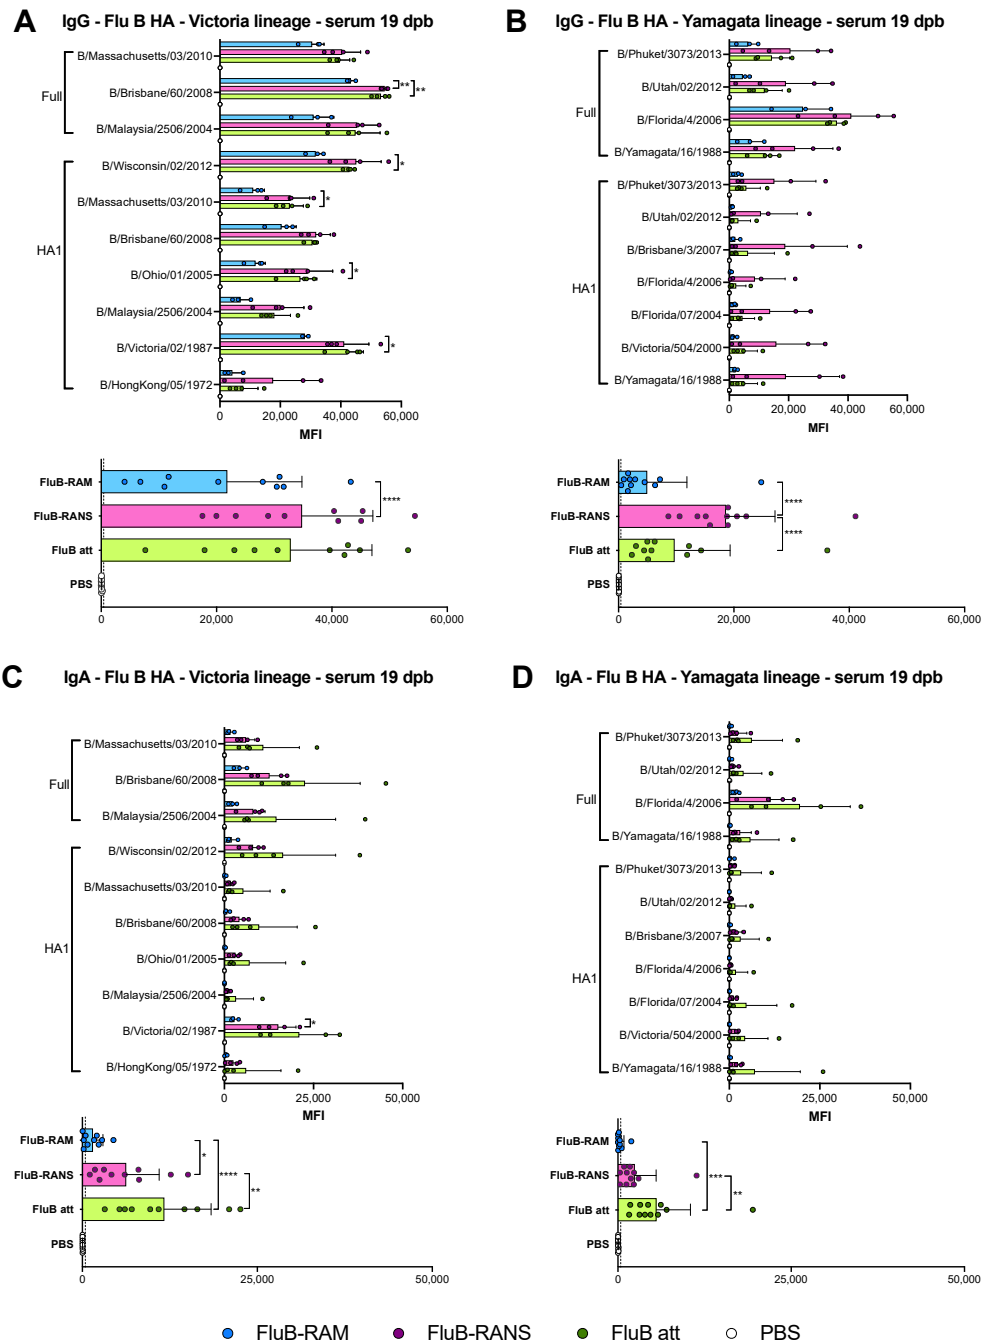 A
IgG - Flu B HA - Victoria lineage - serum 19 dpb
Full
B/Massachusetts/03/2010
B/Brisbane/60/2008
** **
B/Malaysia/2506/2004
HA1
B/Wisconsin/02/2012
*
B/Massachusetts/03/2010
*
B/Brisbane/60/2008
B/Ohio/01/2005
*
B/Malaysia/2506/2004
B/Victoria/02/1987
*
B/HongKong/05/1972
0 20,000 40,000 60,000
MFI
FluB-RAM
****
FluB-RANS
FluB att
PBS
0 20,000 40,000 60,000
B
IgG - Flu B HA - Yamagata lineage - serum 19 dpb
Full
B/Phuket/3073/2013
B/Utah/02/2012
B/Florida/4/2006
B/Yamagata/16/1988
HA1
B/Phuket/3073/2013
B/Utah/02/2012
B/Brisbane/3/2007
B/Florida/4/2006
B/Florida/07/2004
B/Victoria/504/2000
B/Yamagata/16/1988
0 20,000 40,000 60,000
MFI
FluB-RAM
****
FluB-RANS
****
FluB att
PBS
0 20,000 40,000 60,000
C
IgA - Flu B HA - Victoria lineage - serum 19 dpb
Full
B/Massachusetts/03/2010
B/Brisbane/60/2008
B/Malaysia/2506/2004
HA1
B/Wisconsin/02/2012
B/Massachusetts/03/2010
B/Brisbane/60/2008
B/Ohio/01/2005
B/Malaysia/2506/2004
B/Victoria/02/1987
*
B/HongKong/05/1972
0 25,000 50,000
MFI
FluB-RAM
*
FluB-RANS
****
**
FluB att
PBS
0 25,000 50,000
D
IgA - Flu B HA - Yamagata lineage - serum 19 dpb
Full
B/Phuket/3073/2013
B/Utah/02/2012
B/Florida/4/2006
B/Yamagata/16/1988
HA1
B/Phuket/3073/2013
B/Utah/02/2012
B/Brisbane/3/2007
B/Florida/4/2006
B/Florida/07/2004
B/Victoria/504/2000
B/Yamagata/16/1988
0 25,000 50,000
MFI
FluB-RAM
FluB-RANS
***
**
FluB att
PBS
0 25,000 50,000
FluB-RAM FluB-RANS FluB att PBS